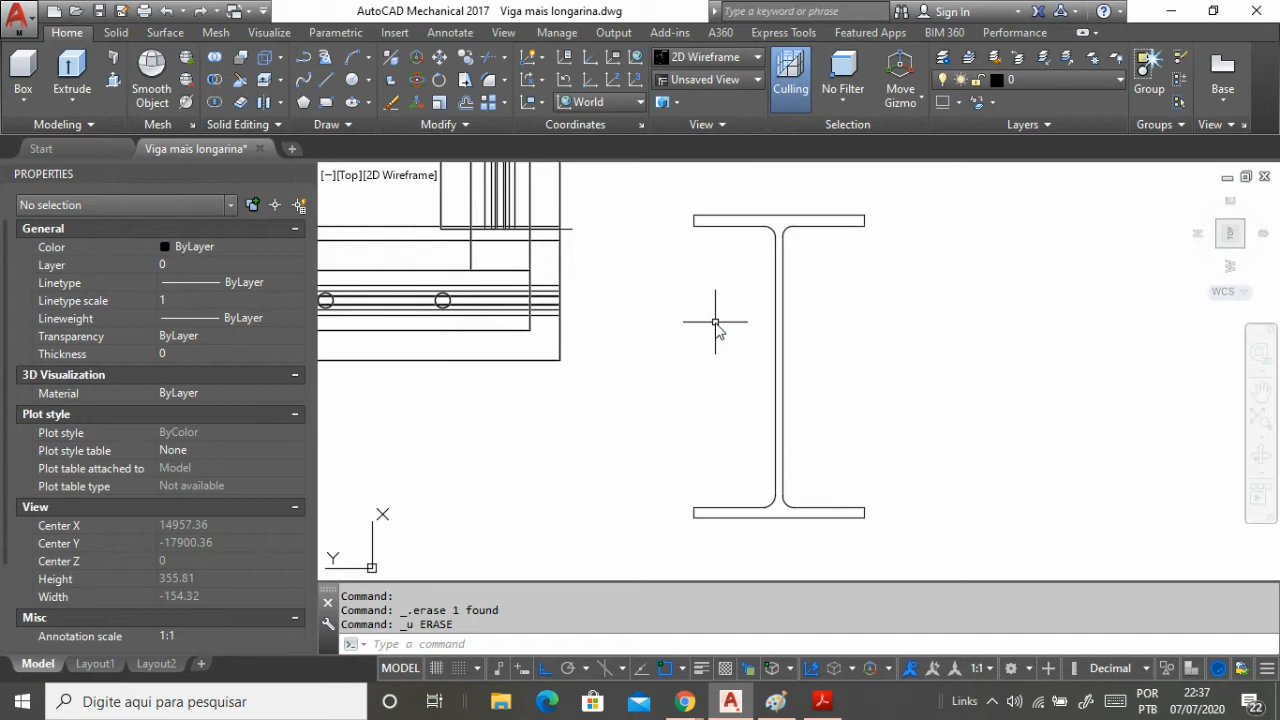 AutoCAD Mechanical 2017   Viga mais longarina.dwg
Type a keyword or phrase
Sign In
M
Home Solid Surface Mesh Visualize Parametric Insert Annotate View Manage Output Add-ins A360 Express Tools Featured Apps BIM 360 Performance
Box
Extrude
Smooth Object
2D Wireframe
Unsaved View
World
Culling
No Filter
Move Gizmo
0
Group
Base
Modeling
Mesh
Solid Editing
Draw
Modify
Coordinates
View
Selection
Layers
Groups
View
Start
Viga mais longarina*
PROPERTIES
No selection
General
Color ByLayer
Layer 0
Linetype ByLayer
Linetype scale 1
Lineweight ByLayer
Transparency ByLayer
Thickness 0
3D Visualization
Material ByLayer
Plot style
Plot style ByColor
Plot style table None
Plot table attached to Model
Plot table type Not available
View
Center X 14957.36
Center Y -17900.36
Center Z 0
Height 355.81
Width -154.32
Misc
Annotation scale 1:1
[−][Top][2D Wireframe]
TOP
WCS
X
Y
Command:
Command: _.erase 1 found
Command: _u ERASE
Type a command
Model Layout1 Layout2 +
MODEL
1:1
Decimal
Digite aqui para pesquisar
Links
POR
PTB
22:37
07/07/2020
22